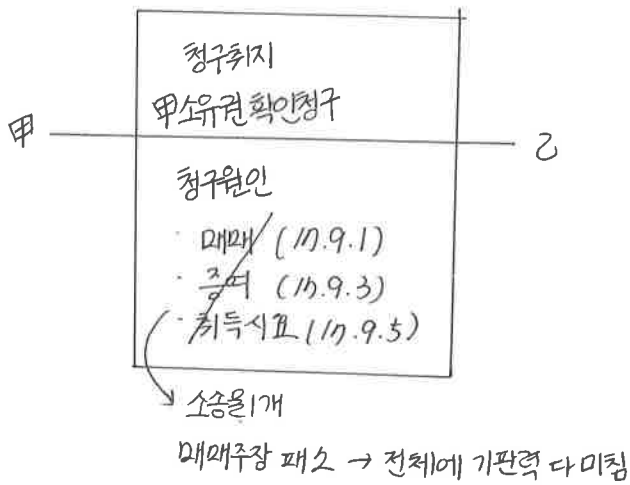 청구취지
甲소유권 확인청구
甲
乙
청구원인
· 매매 (17.9.1)
· 증여 (17.9.3)
· 취득시효 (17.9.5)
소송물 1개
매매주장 패소 → 전체에 기판력 다 미침